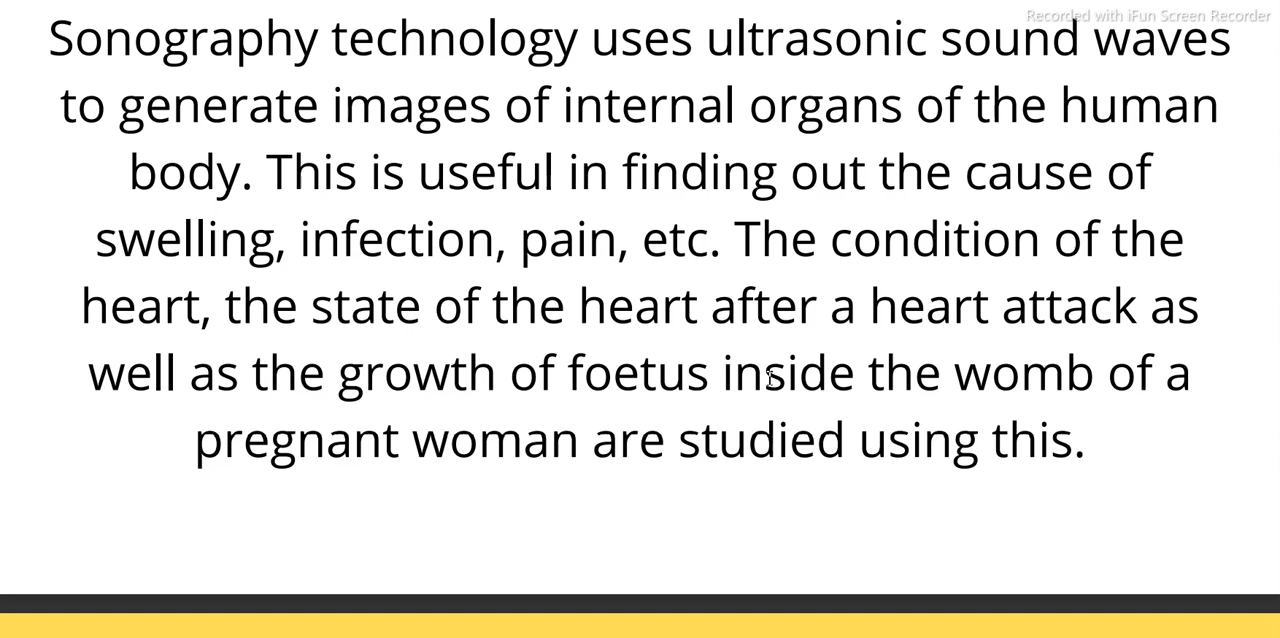 Recorded with iFun Screen Recorder
Sonography technology uses ultrasonic sound waves
to generate images of internal organs of the human
body. This is useful in finding out the cause of
swelling, infection, pain, etc. The condition of the
heart, the state of the heart after a heart attack as
well as the growth of foetus inside the womb of a
pregnant woman are studied using this.